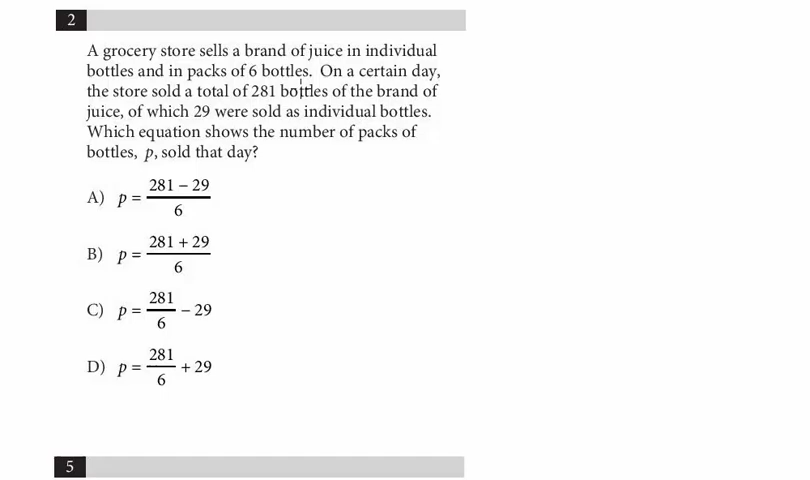 2
A grocery store sells a brand of juice in individual
bottles and in packs of 6 bottles. On a certain day,
the store sold a total of 281 bottles of the brand of
juice, of which 29 were sold as individual bottles.
Which equation shows the number of packs of
bottles, p, sold that day?
A) p = (281 − 29)/6
B) p = (281 + 29)/6
C) p = 281/6 − 29
D) p = 281/6 + 29
5